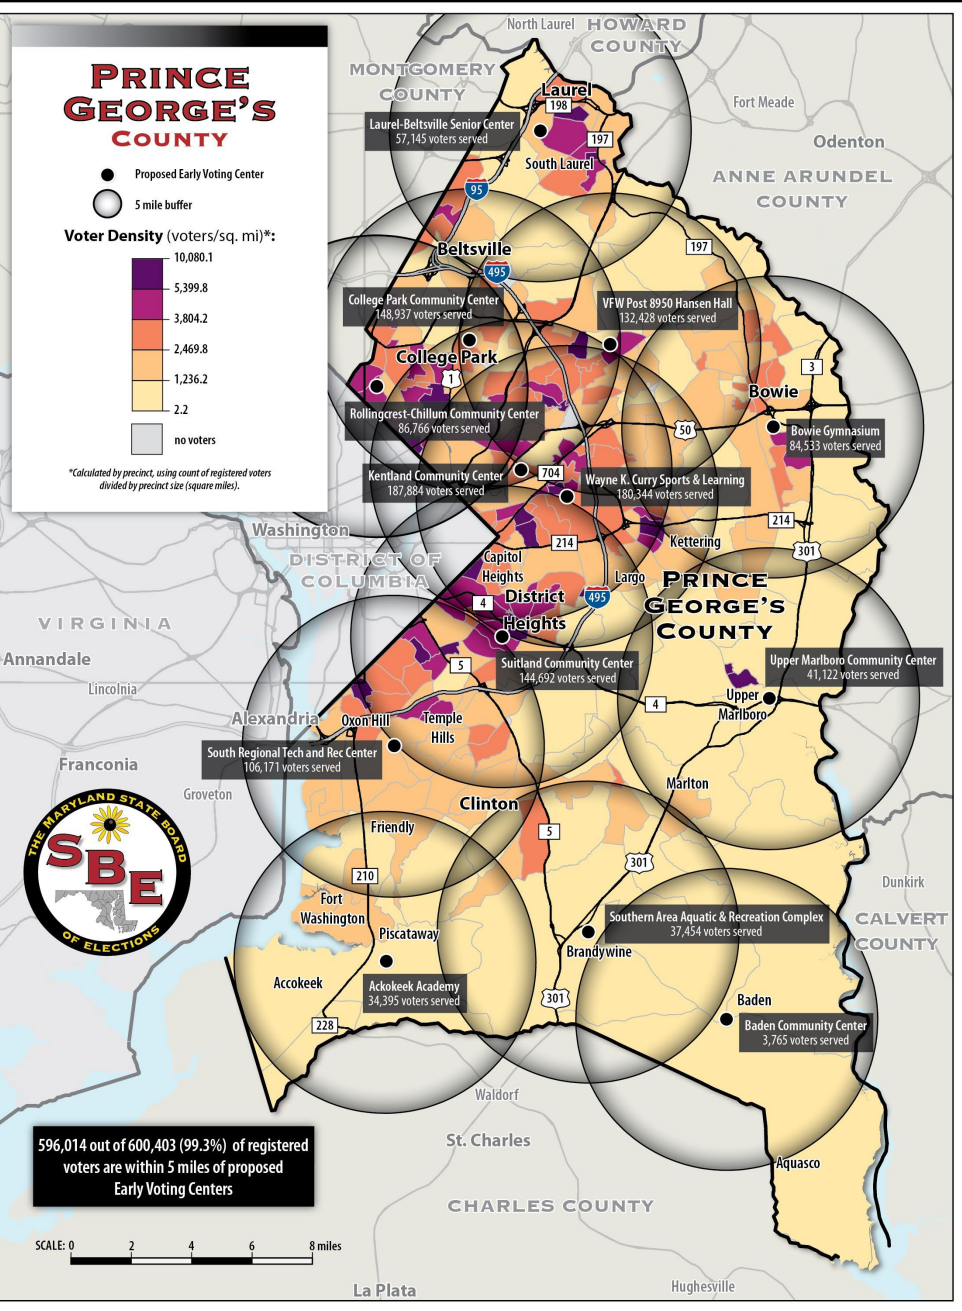 PRINCE
GEORGE'S
COUNTY
Proposed Early Voting Center
5 mile buffer
Voter Density (voters/sq. mi)*:
10,080.1
5,399.8
3,804.2
2,469.8
1,236.2
2.2
no voters
*Calculated by precinct, using count of registered voters
divided by precinct size (square miles).
North Laurel
HOWARD
COUNTY
MONTGOMERY
COUNTY
Laurel
198
Fort Meade
Laurel-Beltsville Senior Center
57,145 voters served
197
Odenton
South Laurel
ANNE ARUNDEL
COUNTY
95
Beltsville
197
495
College Park Community Center
148,937 voters served
VFW Post 8950 Hansen Hall
132,428 voters served
College Park
1
3
Bowie
Rollingcrest-Chillum Community Center
86,766 voters served
50
Bowie Gymnasium
84,533 voters served
Kentland Community Center
187,884 voters served
704
Wayne K. Curry Sports & Learning
180,344 voters served
Washington
214
214
Kettering
301
DISTRICT OF
COLUMBIA
Capitol
Heights
Largo
PRINCE
GEORGE'S
COUNTY
4
District
Heights
495
VIRGINIA
Annandale
Suitland Community Center
144,692 voters served
5
Upper Marlboro Community Center
41,122 voters served
Lincolnia
Upper
Marlboro
4
Alexandria
Oxon Hill
Temple
Hills
South Regional Tech and Rec Center
106,171 voters served
Franconia
Groveton
Marlton
Clinton
THE MARYLAND STATE BOARD
SBE
OF ELECTIONS
Friendly
5
301
210
Dunkirk
Fort
Washington
Southern Area Aquatic & Recreation Complex
37,454 voters served
CALVERT
COUNTY
Piscataway
Brandywine
Accokeek
Ackokeek Academy
34,395 voters served
301
Baden
228
Baden Community Center
3,765 voters served
Waldorf
596,014 out of 600,403 (99.3%) of registered
voters are within 5 miles of proposed
Early Voting Centers
St. Charles
Aquasco
CHARLES COUNTY
SCALE: 0 2 4 6 8 miles
La Plata
Hughesville